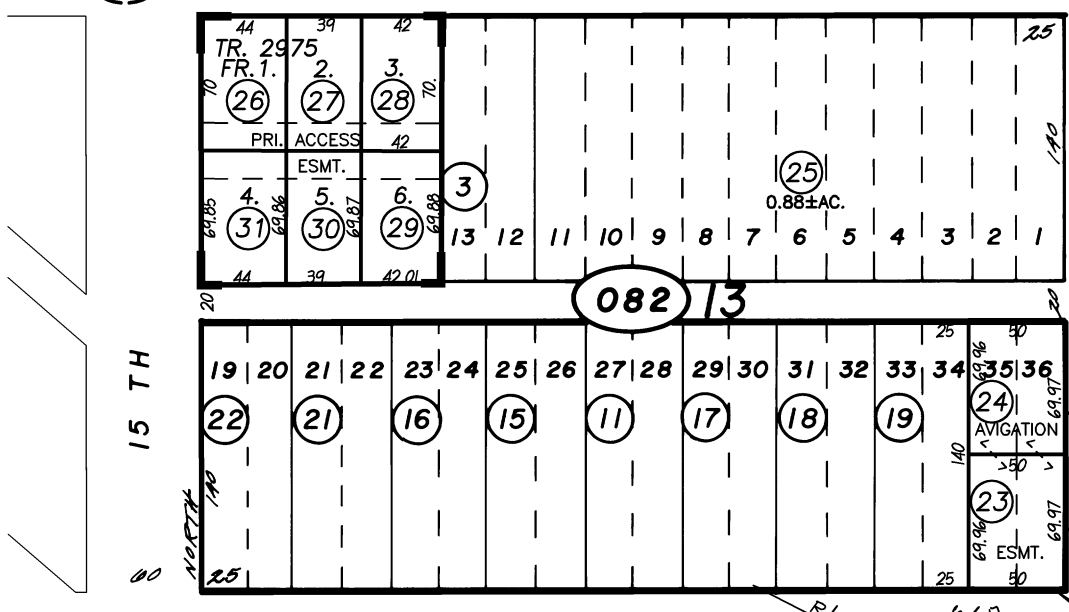 44 39 42 25
TR. 2975
FR.1. 2. 3.
70 26 27 28 70.
PRI. ACCESS 42
ESMT.
140
3 25
0.88±AC.
4. 5. 6.
69.85 31 69.86 30 69.87 29 69.88
13 12 11 10 9 8 7 6 5 4 3 2 1
44 39 42.01
20 082 13 20
25 50
15 TH
19 20 21 22 23 24 25 26 27 28 29 30 31 32 33 34 35 36
69.96 69.97
22 21 16 15 11 17 18 19 24
AVIGATION
140 140
50
NORTH
23
69.96 69.97
ESMT.
60 25 25 50